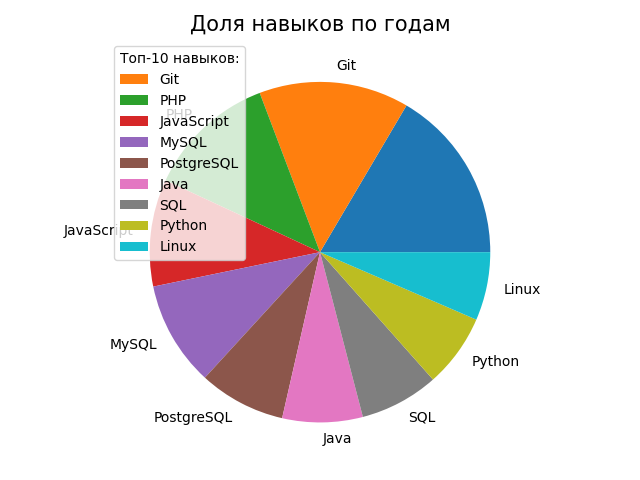 Доля навыков по годам
Топ-10 навыков:
Git
PHP
JavaScript
MySQL
PostgreSQL
Java
SQL
Python
Linux
Git
PHP
JavaScript
MySQL
PostgreSQL
Java
SQL
Python
Linux